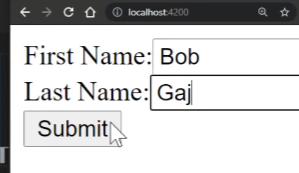 localhost:4200
First Name: Bob
Last Name: Gaj
Submit